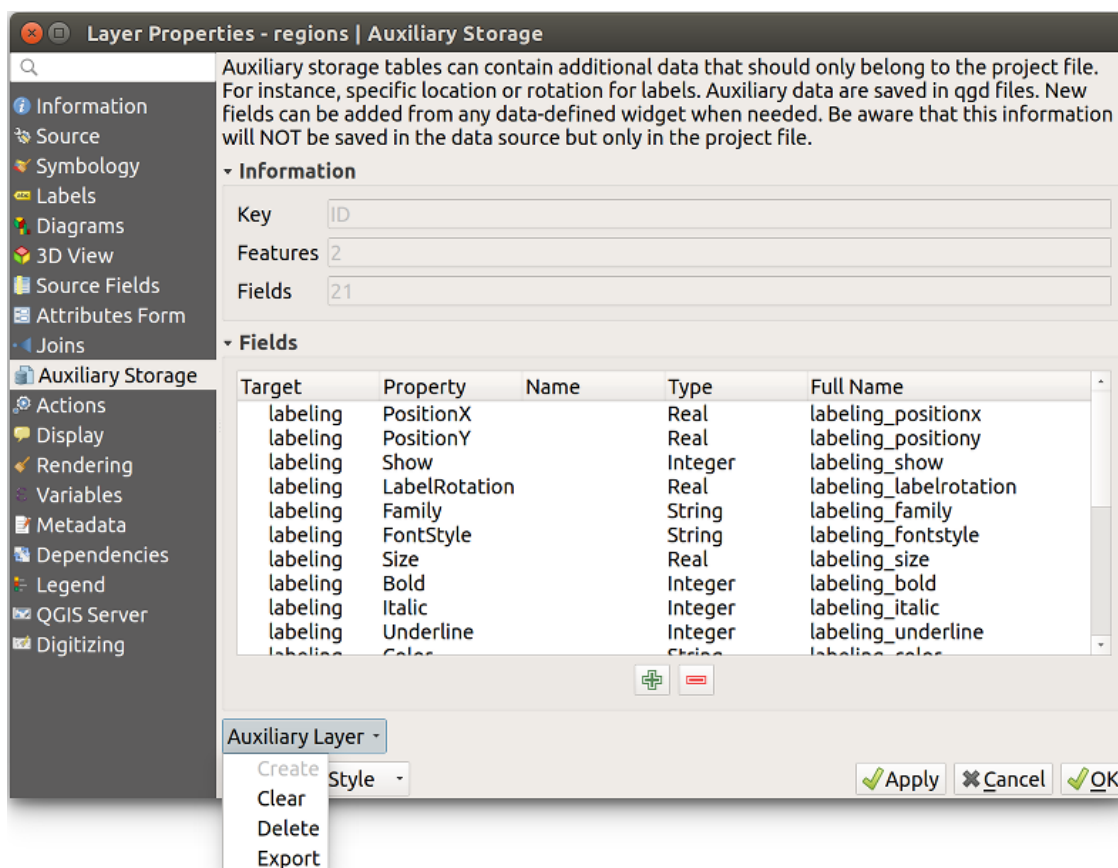 Layer Properties - regions | Auxiliary Storage
Information
Source
Symbology
Labels
Diagrams
3D View
Source Fields
Attributes Form
Joins
Auxiliary Storage
Actions
Display
Rendering
Variables
Metadata
Dependencies
Legend
QGIS Server
Digitizing
Auxiliary storage tables can contain additional data that should only belong to the project file.
For instance, specific location or rotation for labels. Auxiliary data are saved in qgd files. New
fields can be added from any data-defined widget when needed. Be aware that this information
will NOT be saved in the data source but only in the project file.
Information
Key ID
Features 2
Fields 21
Fields
Target Property Name Type Full Name
labeling PositionX Real labeling_positionx
labeling PositionY Real labeling_positiony
labeling Show Integer labeling_show
labeling LabelRotation Real labeling_labelrotation
labeling Family String labeling_family
labeling FontStyle String labeling_fontstyle
labeling Size Real labeling_size
labeling Bold Integer labeling_bold
labeling Italic Integer labeling_italic
labeling Underline Integer labeling_underline
labeling Color String labeling_color
Auxiliary Layer
Create
Clear
Delete
Export
Style
Apply Cancel OK